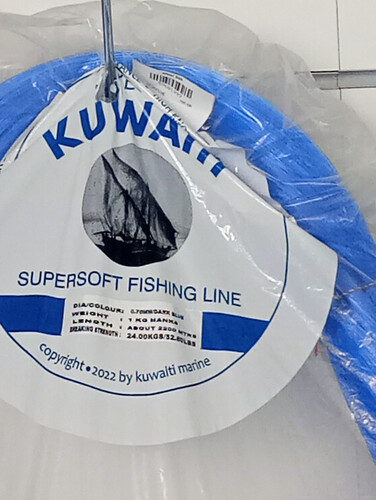 KUWAITI
SUPERSOFT FISHING LINE
DIA/COLOUR: 0.70MM/DARK BLUE
WEIGHT : 1 KG HANKS
LENGTH : ABOUT 2200 MTRS
BREAKING STRENGTH : 24.00KGS/52.80LBS
copyright • 2022 by kuwaiti marine